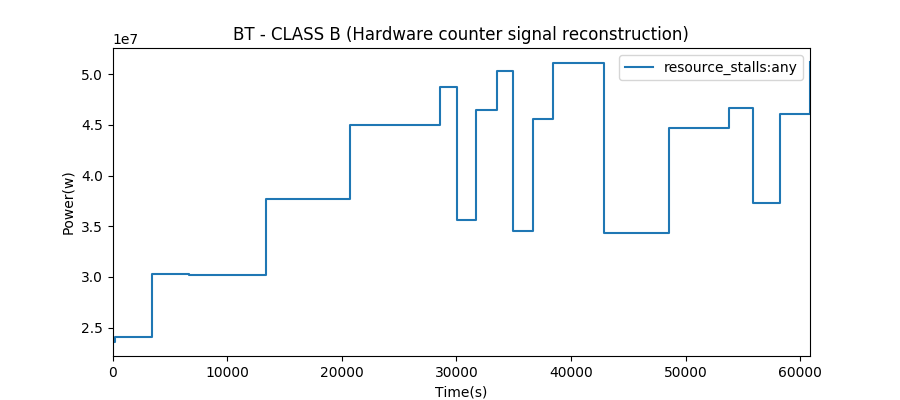 BT - CLASS B (Hardware counter signal reconstruction)
1e7
resource_stalls:any
5.0
4.5
4.0
3.5
3.0
2.5
Power(w)
0 10000 20000 30000 40000 50000 60000
Time(s)